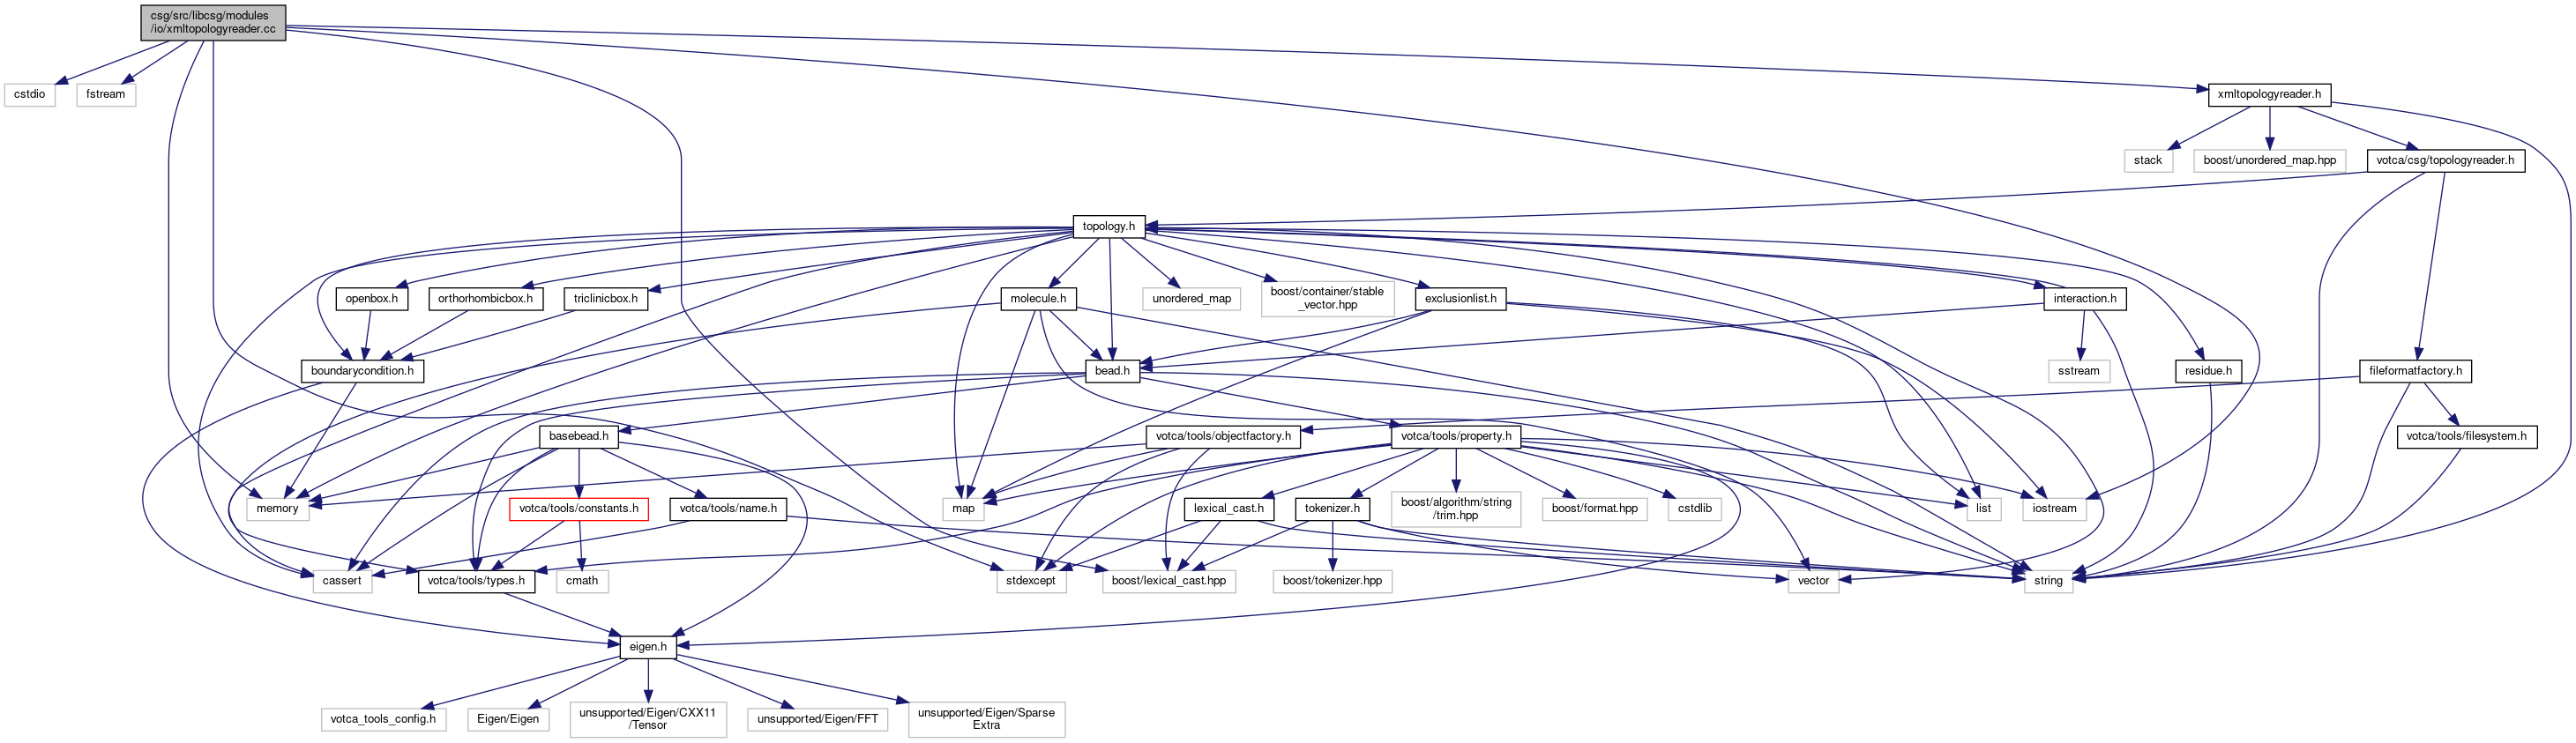 csg/src/libcsg/modules
/io/xmltopologyreader.cc
cstdio
fstream
xmltopologyreader.h
stack
boost/unordered_map.hpp
votca/csg/topologyreader.h
topology.h
openbox.h
orthorhombicbox.h
triclinicbox.h
molecule.h
unordered_map
boost/container/stable
_vector.hpp
exclusionlist.h
interaction.h
boundarycondition.h
bead.h
sstream
residue.h
fileformatfactory.h
basebead.h
votca/tools/objectfactory.h
votca/tools/property.h
votca/tools/filesystem.h
memory
votca/tools/constants.h
votca/tools/name.h
map
lexical_cast.h
tokenizer.h
boost/algorithm/string
/trim.hpp
boost/format.hpp
cstdlib
list
iostream
cassert
votca/tools/types.h
cmath
stdexcept
boost/lexical_cast.hpp
boost/tokenizer.hpp
vector
string
eigen.h
votca_tools_config.h
Eigen/Eigen
unsupported/Eigen/CXX11
/Tensor
unsupported/Eigen/FFT
unsupported/Eigen/Sparse
Extra